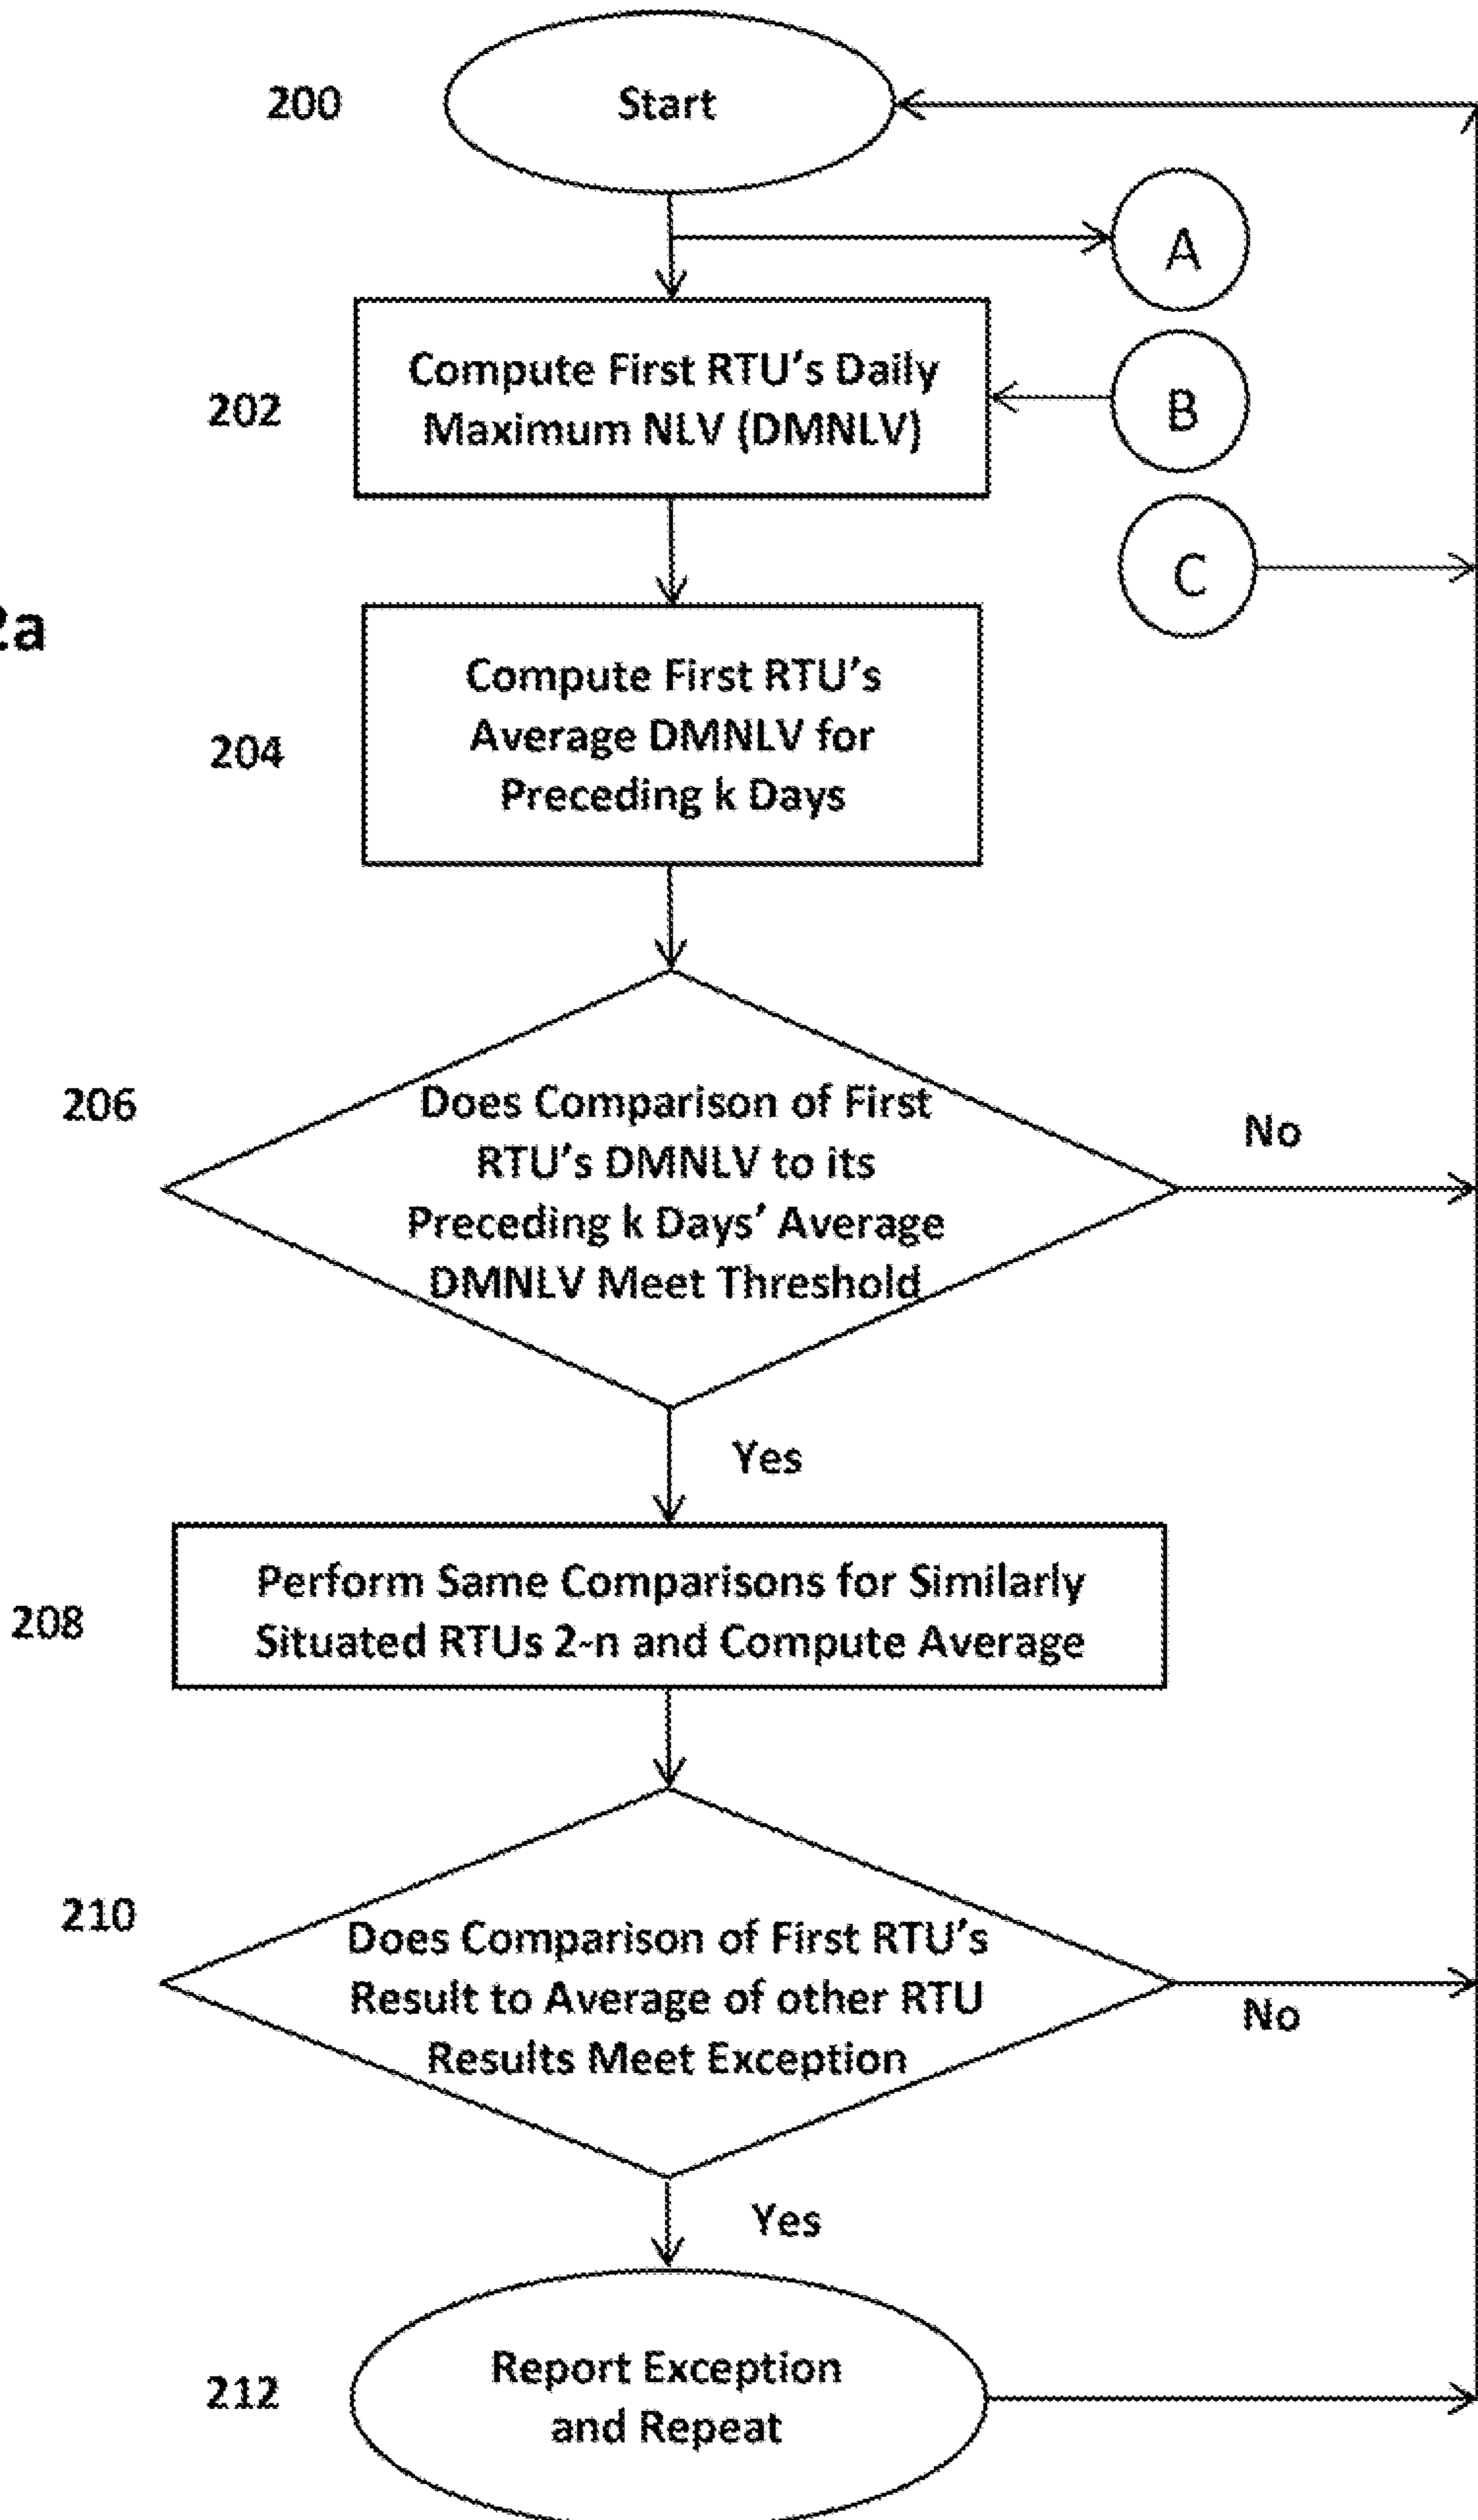 200
Start
A
202
Compute First RTU's Daily
Maximum NLV (DMNLV)
B
C
2a
204
Compute First RTU's
Average DMNLV for
Preceding k Days
206
Does Comparison of First
RTU's DMNLV to its
Preceding k Days' Average
DMNLV Meet Threshold
No
Yes
208
Perform Same Comparisons for Similarly
Situated RTUs 2-n and Compute Average
210
Does Comparison of First RTU's
Result to Average of other RTU
Results Meet Exception
No
Yes
212
Report Exception
and Repeat